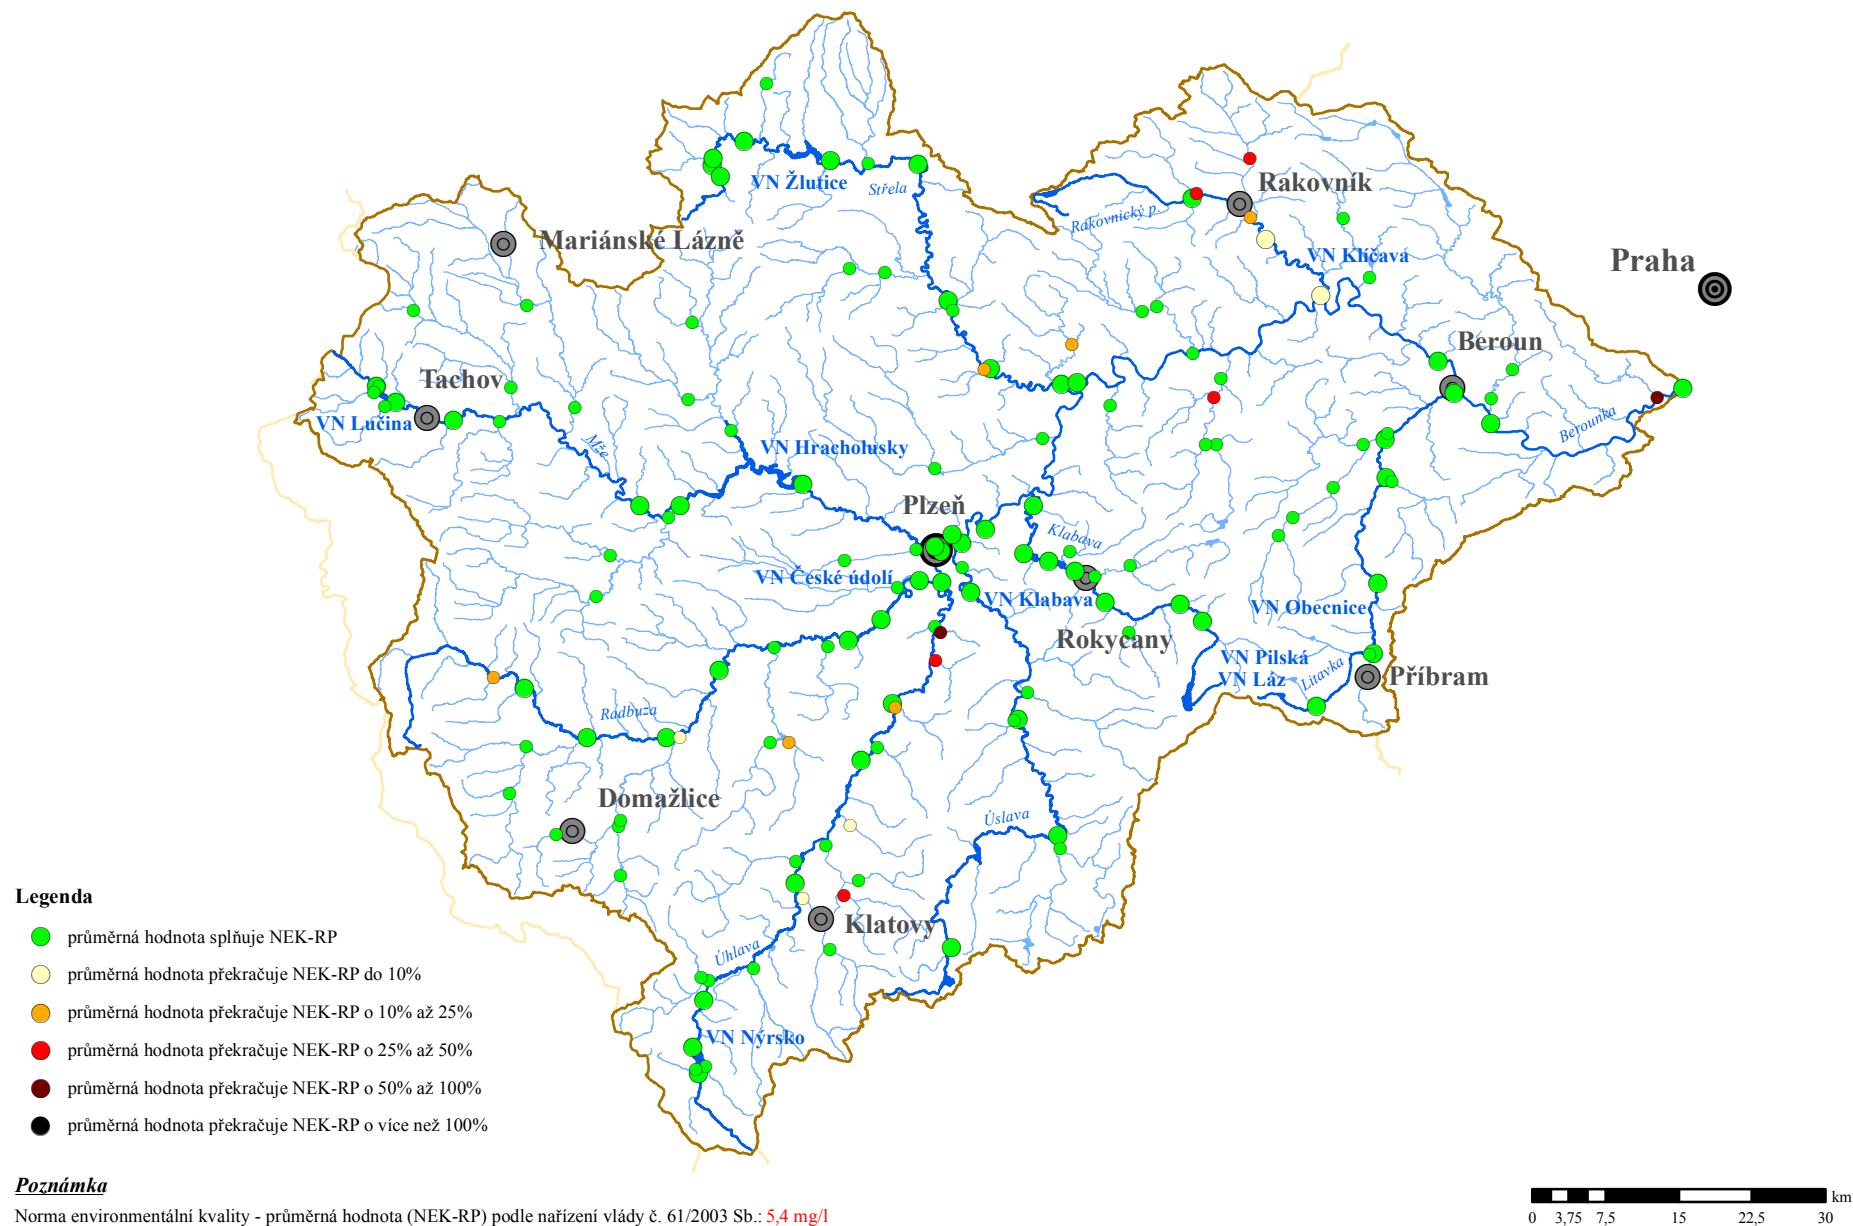 VN Žlutice
Střela
Rakovník
Rakovnický p.
Mariánské Lázně
VN Klíčava
Praha
Beroun
Tachov
VN Lučina
Mže
VN Hracholusky
Berounka
Plzeň
Klabava
VN České údolí
VN Klabava
VN Obecnice
Rokycany
VN Pilská
VN Láz
Litavka
Příbram
Radbuza
Domažlice
Úslava
Klatovy
Úhlava
VN Nýrsko
Legenda
průměrná hodnota splňuje NEK-RP
průměrná hodnota překračuje NEK-RP do 10%
průměrná hodnota překračuje NEK-RP o 10% až 25%
průměrná hodnota překračuje NEK-RP o 25% až 50%
průměrná hodnota překračuje NEK-RP o 50% až 100%
průměrná hodnota překračuje NEK-RP o více než 100%
Poznámka
Norma environmentální kvality - průměrná hodnota (NEK-RP) podle nařízení vlády č. 61/2003 Sb.: 5,4 mg/l
km
0 3,75 7,5 15 22,5 30